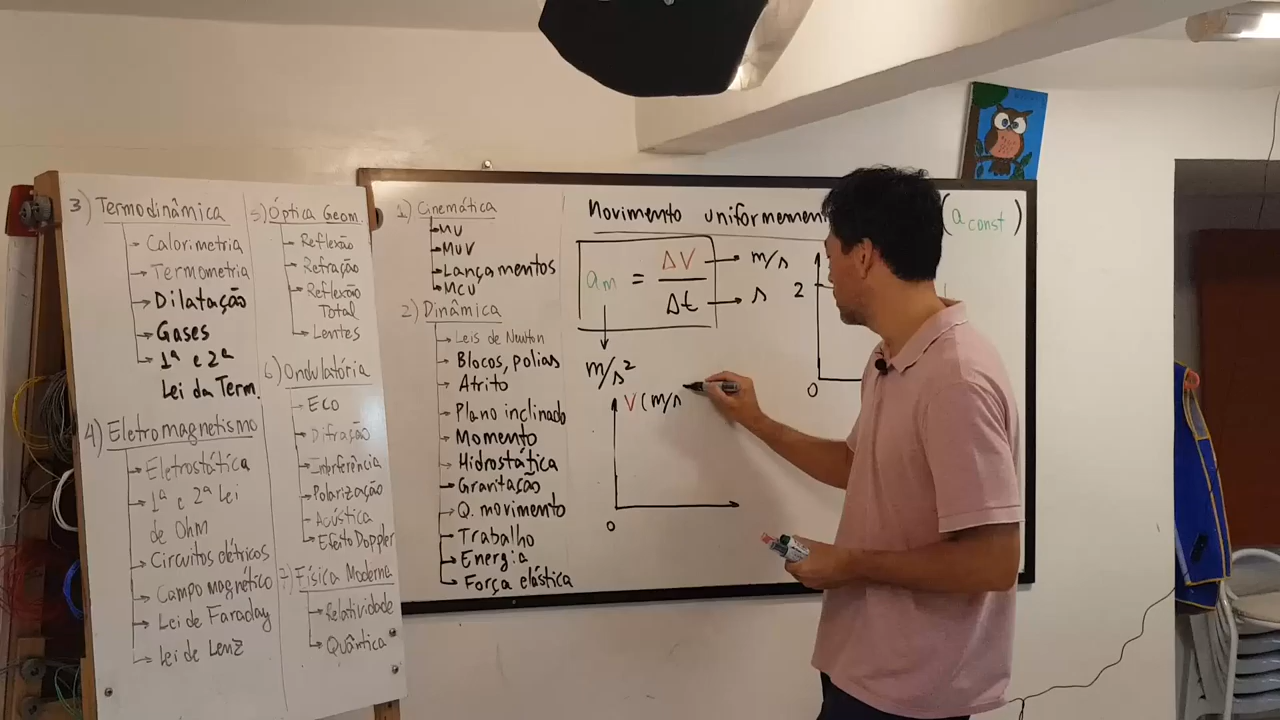 3) Termodinâmica
Calorimetria
Termometria
Dilatação
Gases
1ª e 2ª
Lei da Term.
4) Eletromagnetismo
Eletrostática
1ª e 2ª Lei
de Ohm
Circuitos elétricos
Campo magnético
Lei de Faraday
Lei de Lenz
5) Óptica Geom.
Reflexão
Refração
Reflexão
Total
Lentes
6) Ondulatória
Eco
Difração
Interferência
Polarização
Acústica
Efeito Doppler
7) Física Moderna
Relatividade
Quântica
1) Cinemática
MU
MUV
Lançamentos
MCU
2) Dinâmica
Leis de Newton
Blocos, polias
Atrito
Plano inclinado
Momento
Hidrostática
Gravitação
Q. movimento
Trabalho
Energia
Força elástica
Movimento uniformemen (a const)
am = ΔV / Δt
m/s
s
m/s²
V (m/s
0
2
0